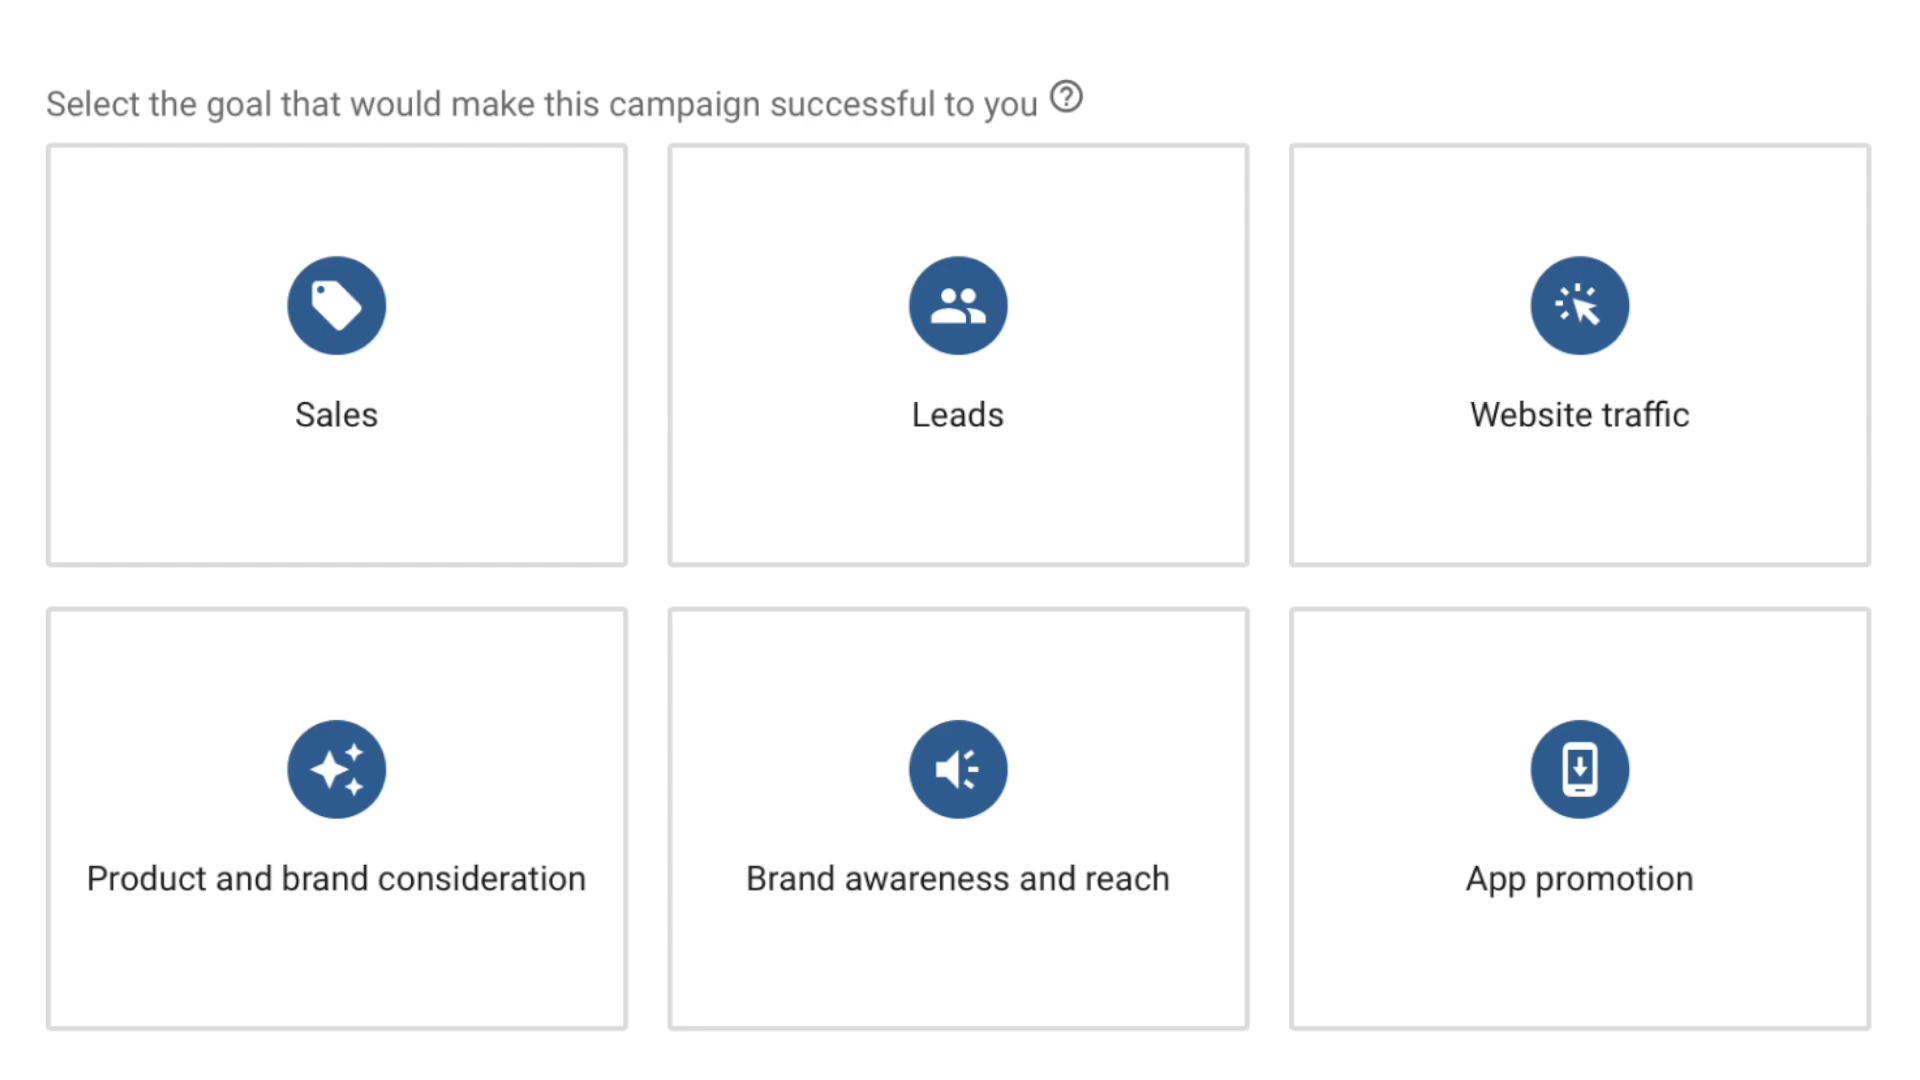 Select the goal that would make this campaign successful to you
Sales
Leads
Website traffic
Product and brand consideration
Brand awareness and reach
App promotion